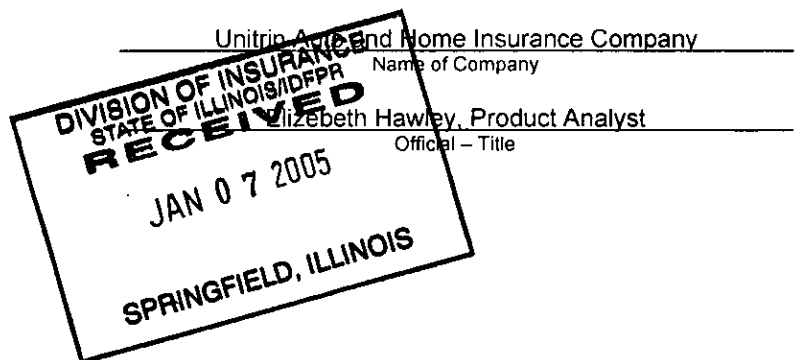 Unitrin Auto and Home Insurance Company
Name of Company
Elizebeth Hawley, Product Analyst
Official – Title
DIVISION OF INSURANCE
STATE OF ILLINOIS/IDFPR
RECEIVED
JAN 07 2005
SPRINGFIELD, ILLINOIS